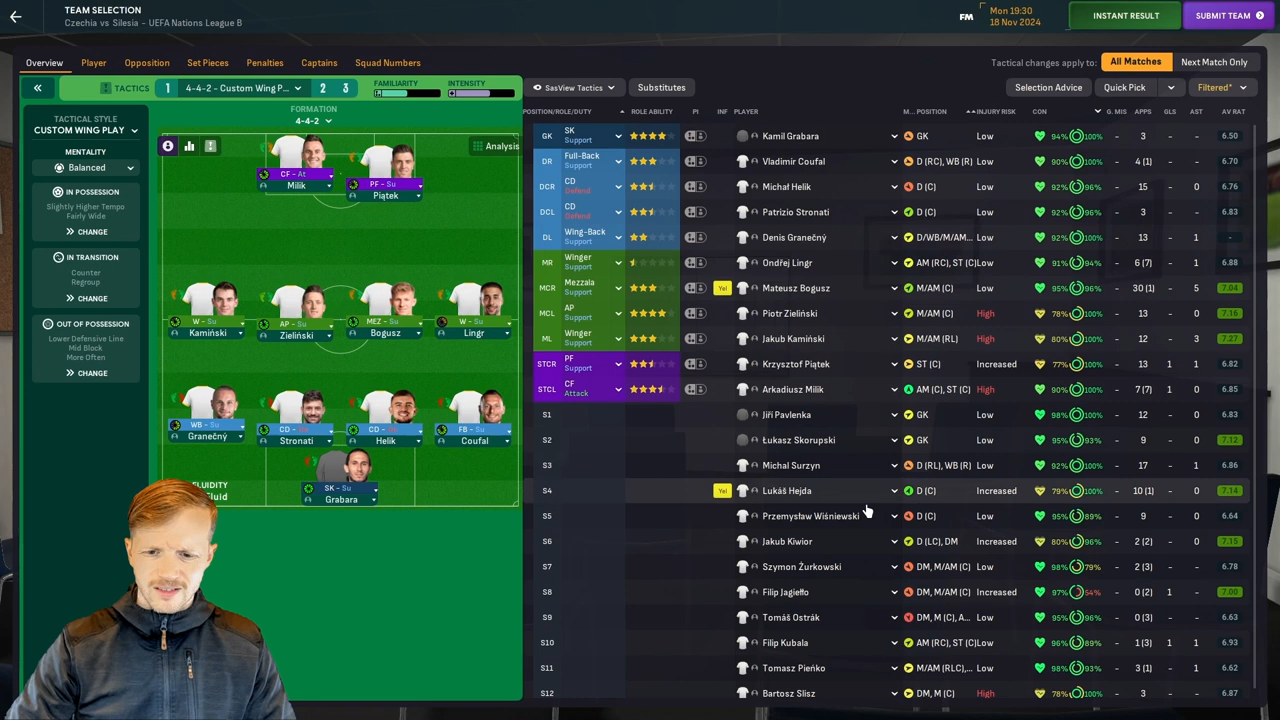 TEAM SELECTION
Czechia vs Silesia - UEFA Nations League B
FM
Mon 19:30
18 Nov 2024
INSTANT RESULT
SUBMIT TEAM
Overview Player Opposition Set Pieces Penalties Captains Squad Numbers
Tactical changes apply to: All Matches Next Match Only
TACTICS 1 4-4-2 - Custom Wing P... 2 3
FAMILIARITY
INTENSITY
SasView Tactics Substitutes Selection Advice Quick Pick Filtered*
TACTICAL STYLE
CUSTOM WING PLAY
MENTALITY
Balanced
IN POSSESSION
Slightly Higher Tempo
Fairly Wide
CHANGE
IN TRANSITION
Counter
Regroup
CHANGE
OUT OF POSSESSION
Lower Defensive Line
Mid Block
More Often
CHANGE
FORMATION
4-4-2
Analysis
CF - At
Milik
PF - Su
Piątek
W - Su
Kamiński
AP - Su
Zieliński
MEZ - Su
Bogusz
W - Su
Lingr
WB - Su
Granečný
CD - De
Stronati
CD - De
Helik
FB - Su
Coufal
SK - Su
Grabara
FLUIDITY
Fluid
POSITION/ROLE/DUTY ROLE ABILITY PI INF PLAYER M... POSITION INJURY RISK CON G. MIS APPS GLS AST AV RAT
GK SK Support Kamil Grabara GK Low 94% 100% - 3 - - 6.50
DR Full-Back Support Vladimir Coufal D (RC), WB (R) Low 90% 100% - 4 (1) - - 6.70
DCR CD Defend Michał Helik D (C) Low 90% 96% - 15 - 0 6.76
DCL CD Defend Patrizio Stronati D (C) Low 92% 96% - 3 - - 6.83
DL Wing-Back Support Denis Granečný D/WB/M/AM... Low 92% 96% - 13 - 1 -
MR Winger Support Ondřej Lingr AM (RC), ST (C) Low 91% 94% - 6 (7) - 1 6.88
MCR Mezzala Support Yel Mateusz Bogusz M/AM (C) Low 95% 96% - 30 (1) - 5 7.04
MCL AP Support Piotr Zieliński M/AM (C) High 78% 100% - 13 - 0 7.16
ML Winger Support Jakub Kamiński M/AM (RL) High 80% 100% - 12 - 3 7.27
STCR PF Support Krzysztof Piątek ST (C) Increased 77% 100% - 13 1 1 6.82
STCL CF Attack Arkadiusz Milik AM (C), ST (C) High 90% 100% - 7 (7) 1 0 6.85
S1 Jiří Pavlenka GK Low 98% 100% - 12 - 0 6.83
S2 Łukasz Skorupski GK Low 95% 93% - 9 - 0 7.12
S3 Michal Surzyn D (RL), WB (R) Low 92% 100% - 17 - 1 6.86
S4 Yel Lukáš Hejda D (C) Increased 79% 100% - 10 (1) - 0 7.14
S5 Przemysław Wiśniewski D (C) Low 95% 89% - 9 - 0 6.64
S6 Jakub Kiwior D (LC), DM Increased 80% 96% - 2 (2) - 0 7.15
S7 Szymon Żurkowski DM, M/AM (C) Low 98% 79% - 2 (3) - - 6.78
S8 Filip Jagiełło DM, M/AM (C) Increased 97% 54% - 0 (2) 1 - 7.00
S9 Tomáš Ostrák DM, M (C), A... Low 98% 96% - 0 (3) - - 6.63
S10 Filip Kubala AM (RC), ST (C) Low 96% 89% - 1 (3) 1 1 6.93
S11 Tomasz Pieńko M/AM (RLC),... Low 98% 93% - 3 (1) - 1 6.62
S12 Bartosz Slisz DM, M (C) High 78% 100% - 3 - - 6.87